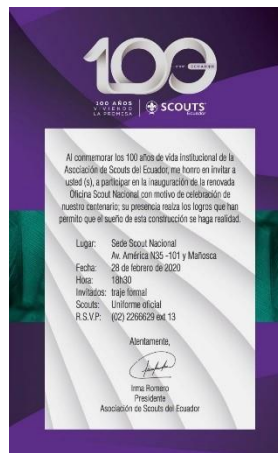 100
100 AÑOS
Y VIENDO
LA PROMESA
SCOUTS
Ecuador
Al conmemorar los 100 años de vida institucional de la
Asociación de Scouts del Ecuador, me honro en invitar a
usted (s), a participar en la inauguración de la renovada
Oficina Scout Nacional con motivo de celebración de
nuestro centenario; su presencia realza los logros que han
permito que el sueño de esta construcción se haga realidad.
Lugar: Sede Scout Nacional
Av. América N35 -101 y Mañosca
Fecha: 28 de febrero de 2020
Hora: 18h30
Invitados: traje formal
Scouts: Uniforme oficial
R.S.V.P: (02) 2266629 ext 13
Atentamente,
Irma Romero
Presidente
Asociación de Scouts del Ecuador